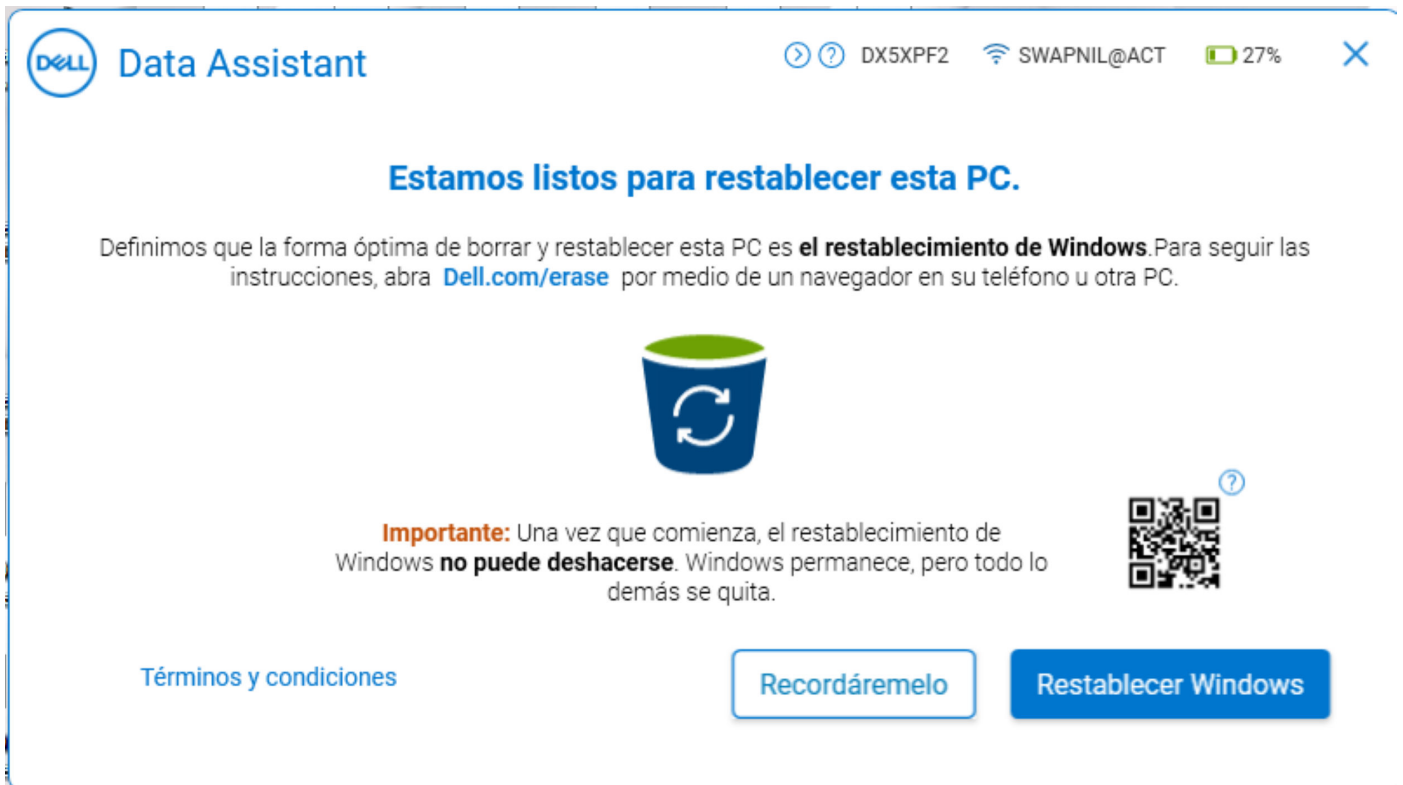 DELL Data Assistant DX5XPF2 SWAPNIL@ACT 27%
Estamos listos para restablecer esta PC.
Definimos que la forma óptima de borrar y restablecer esta PC es el restablecimiento de Windows.Para seguir las
instrucciones, abra Dell.com/erase por medio de un navegador en su teléfono u otra PC.
Importante: Una vez que comienza, el restablecimiento de
Windows no puede deshacerse. Windows permanece, pero todo lo
demás se quita.
Términos y condiciones
Recordáremelo
Restablecer Windows